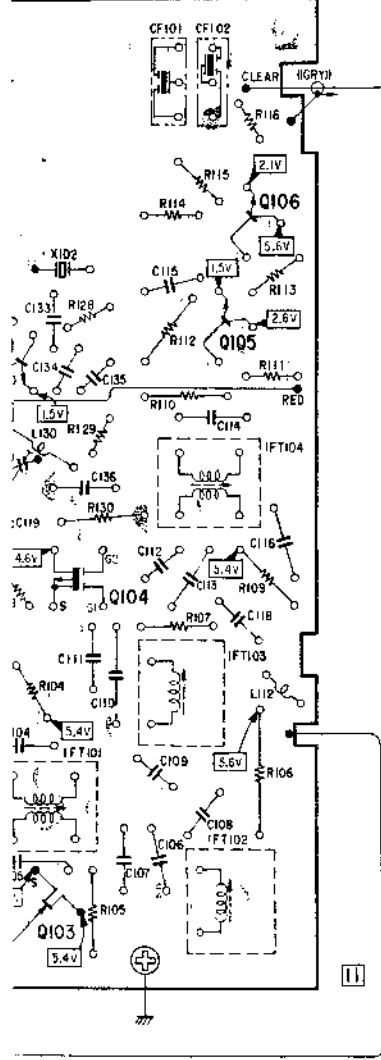 CF101 CF102
CLEAR (GRY)
R116
2.1V
R115
Q106
R114
5.6V
X102
C115
1.5V
R113
C133
R128
2.6V
R112
Q105
C134
C135
R111
RED
1.5V
R110
L130
R129
C114
IFT104
C136
R130
C119
C112
C116
4.6V
G2
5.4V
C113
R109
S
G1
Q104
R107
C118
C111
IFT103
R104
C110
L112
5.4V
104
IFT101
5.6V
C109
R106
C108
IFT102
C106
C107
S
R105
Q103
5.4V
11